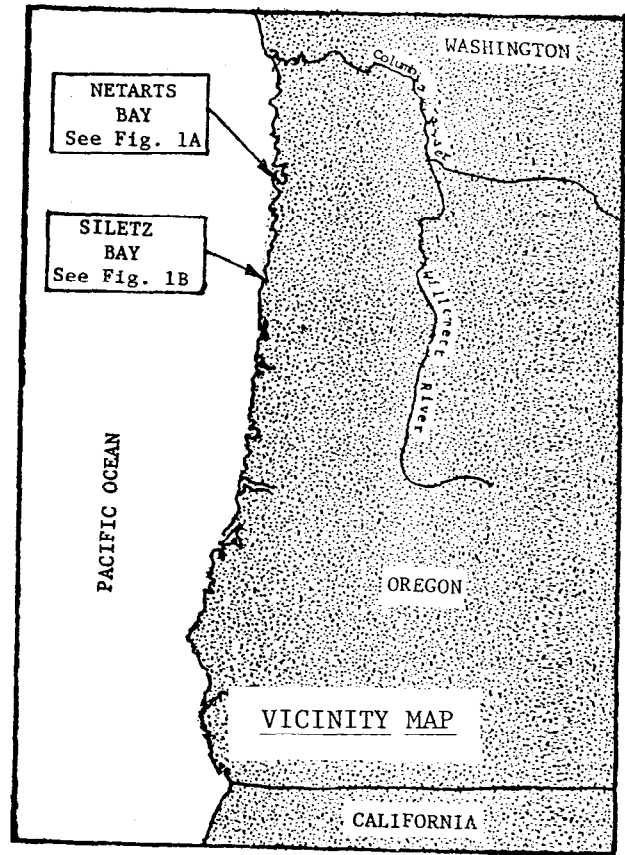 WASHINGTON
Columbia River
NETARTS
BAY
See Fig. 1A
SILETZ
BAY
See Fig. 1B
River
PACIFIC OCEAN
OREGON
VICINITY MAP
CALIFORNIA